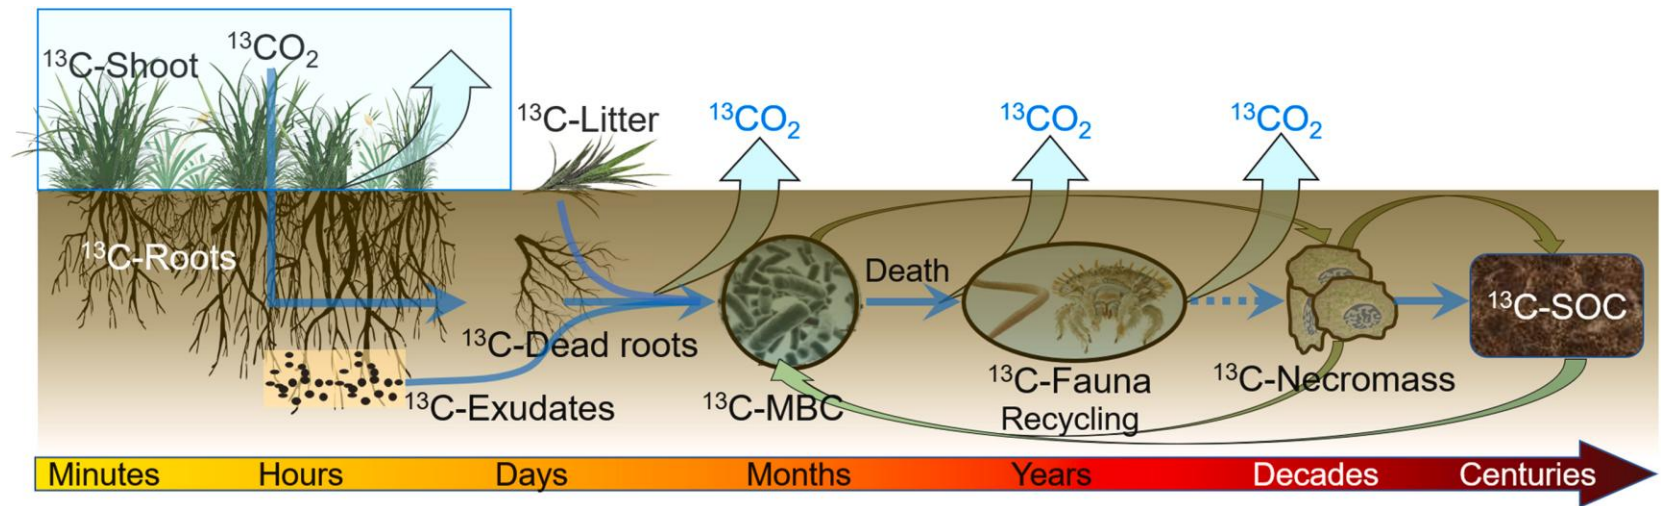 ¹³C-Shoot
¹³CO₂
¹³C-Litter
¹³CO₂
¹³CO₂
¹³CO₂
¹³C-Roots
Death
¹³C-SOC
¹³C-Dead roots
¹³C-Exudates
¹³C-MBC
¹³C-Fauna
Recycling
¹³C-Necromass
Minutes Hours Days Months Years Decades Centuries